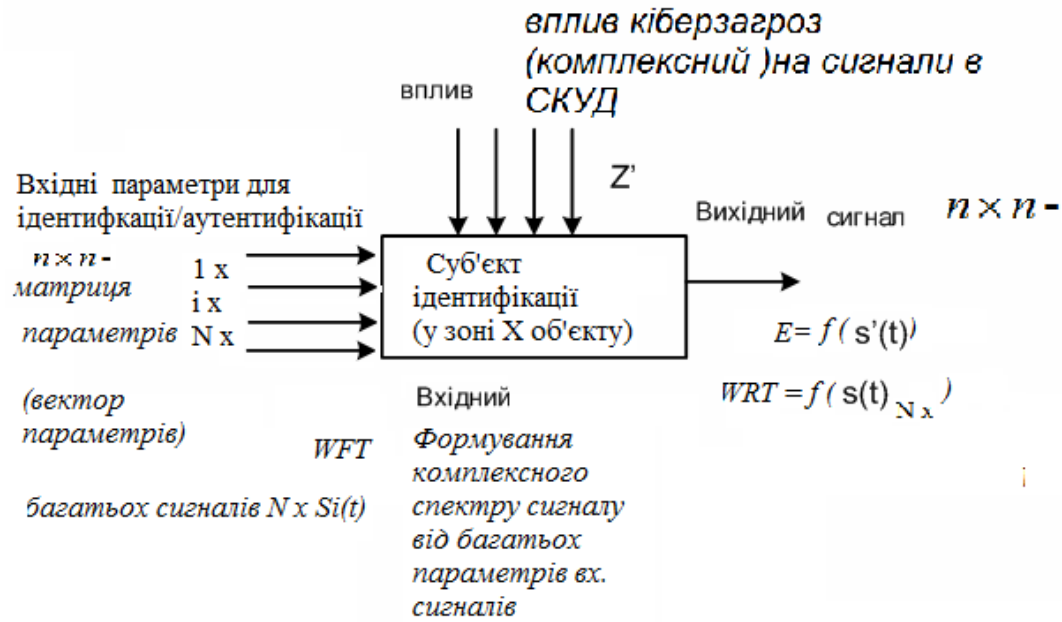 вплив кіберзагроз
(комплексний )на сигнали в
СКУД
вплив
Z’
Вхідні параметри для
ідентифкації/аутентифікації
n × n -
матриця
параметрів
1 x
i x
N x
(вектор
параметрів)
WFT
багатьох сигналів N x Si(t)
Суб'єкт
ідентифікації
(у зоні X об'єкту)
Вхідний
Формування
комплексного
спектру сигналу
від багатьох
параметрів вх.
сигналів
Вихідний сигнал n × n -
E= f( s’(t))
WRT = f( s(t) N x )